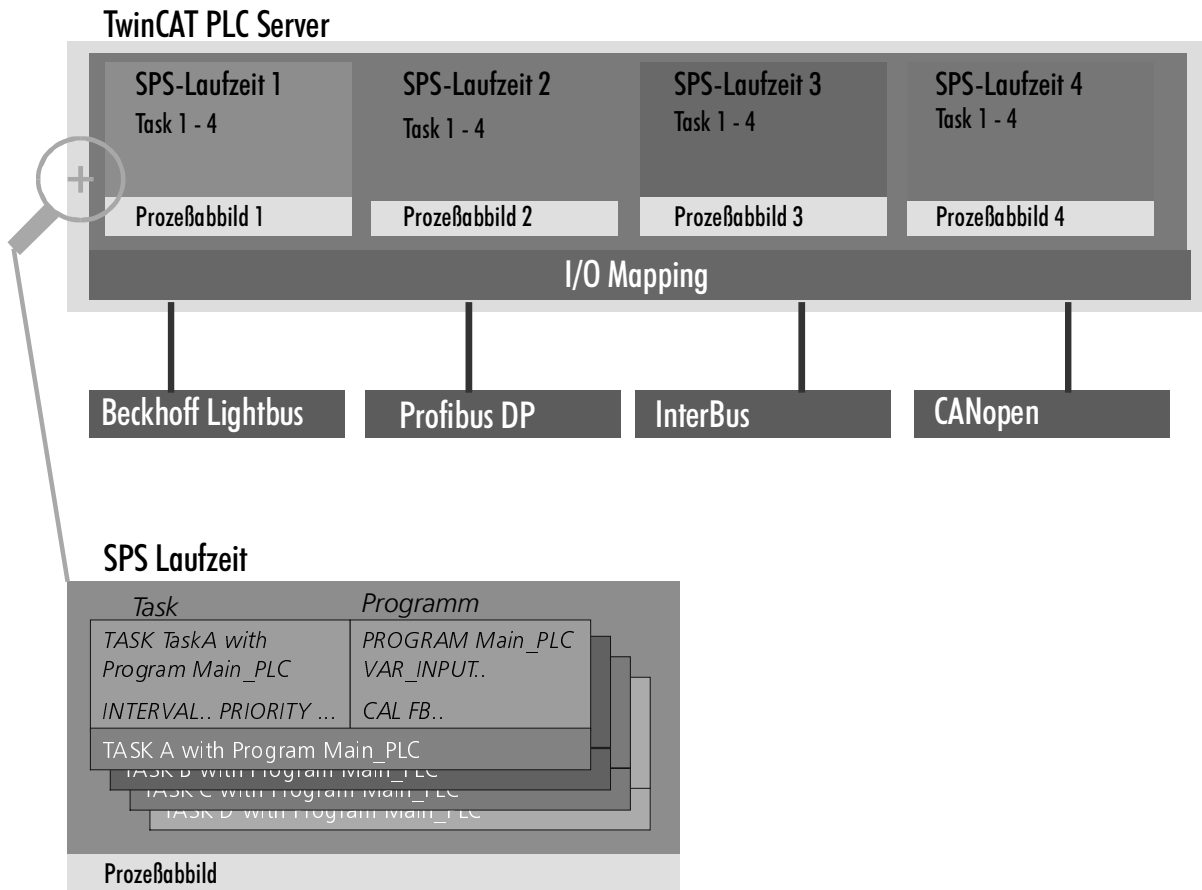 TwinCAT PLC Server
SPS-Laufzeit 1
Task 1 - 4
Prozeßabbild 1
SPS-Laufzeit 2
Task 1 - 4
Prozeßabbild 2
SPS-Laufzeit 3
Task 1 - 4
Prozeßabbild 3
SPS-Laufzeit 4
Task 1 - 4
Prozeßabbild 4
I/O Mapping
Beckhoff Lightbus
Profibus DP
InterBus
CANopen
SPS Laufzeit
Task
TASK TaskA with
Program Main_PLC
INTERVAL.. PRIORITY ...
Programm
PROGRAM Main_PLC
VAR_INPUT..
CAL FB..
TASK A with Program Main_PLC
TASK B with Program Main_PLC
TASK C with Program Main_PLC
TASK D with Program Main_PLC
Prozeßabbild